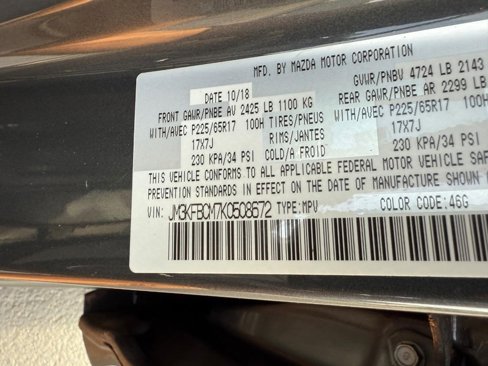 MFD. BY MAZDA MOTOR CORPORATION
DATE 10/18 GVWR/PNBV 4724 LB 2143
FRONT GAWR/PNBE AV 2425 LB 1100 KG REAR GAWR/PNBE AR 2299 LB
WITH/AVEC P225/65R17 100H TIRES/PNEUS WITH/AVEC P225/65R17 100H
17X7J RIMS/JANTES 17X7J
230 KPA/34 PSI COLD/A FROID 230 KPA/34 PSI
THIS VEHICLE CONFORMS TO ALL APPLICABLE FEDERAL MOTOR VEHICLE SAFE
PREVENTION STANDARDS IN EFFECT ON THE DATE OF MANUFACTURE SHOWN
VIN: JM3KFBCM7K0508672 TYPE:MPV COLOR CODE:46G